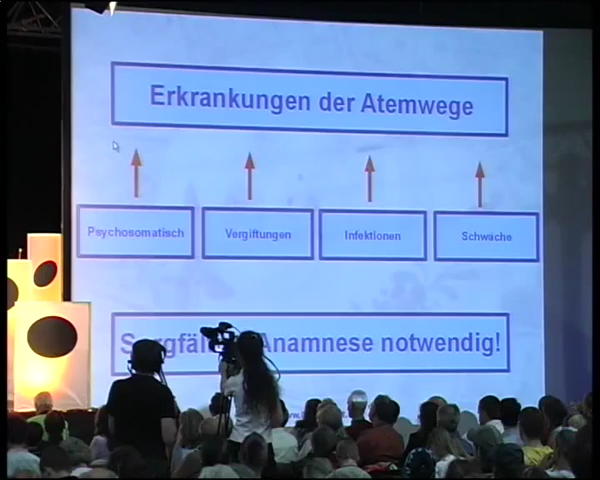 Erkrankungen der Atemwege
Psychosomatisch Vergiftungen Infektionen Schwäche
Anamnese notwendig!